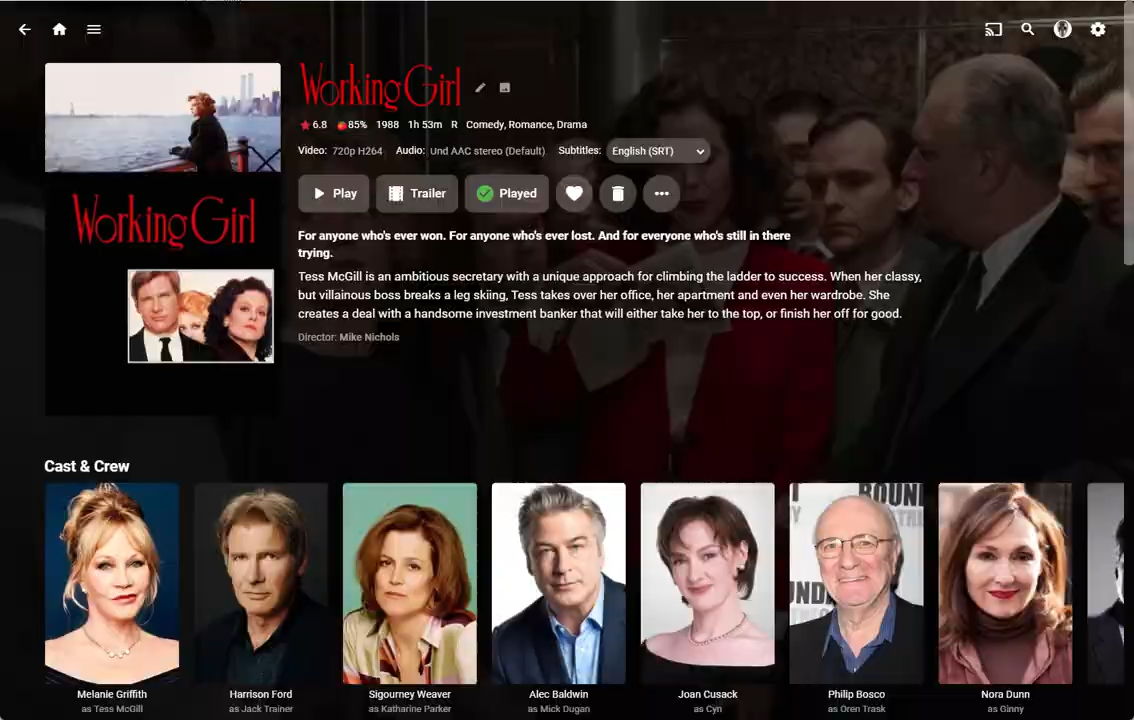 Working Girl
6.8 85% 1988 1h 53m R Comedy, Romance, Drama
Video: 720p H264 Audio: Und AAC stereo (Default) Subtitles: English (SRT)
Play Trailer Played
Working Girl
For anyone who's ever won. For anyone who's ever lost. And for everyone who's still in there
trying.
Tess McGill is an ambitious secretary with a unique approach for climbing the ladder to success. When her classy,
but villainous boss breaks a leg skiing, Tess takes over her office, her apartment and even her wardrobe. She
creates a deal with a handsome investment banker that will either take her to the top, or finish her off for good.
Director: Mike Nichols
Cast & Crew
Melanie Griffith
as Tess McGill
Harrison Ford
as Jack Trainer
Sigourney Weaver
as Katharine Parker
Alec Baldwin
as Mick Dugan
Joan Cusack
as Cyn
Philip Bosco
as Oren Trask
Nora Dunn
as Ginny